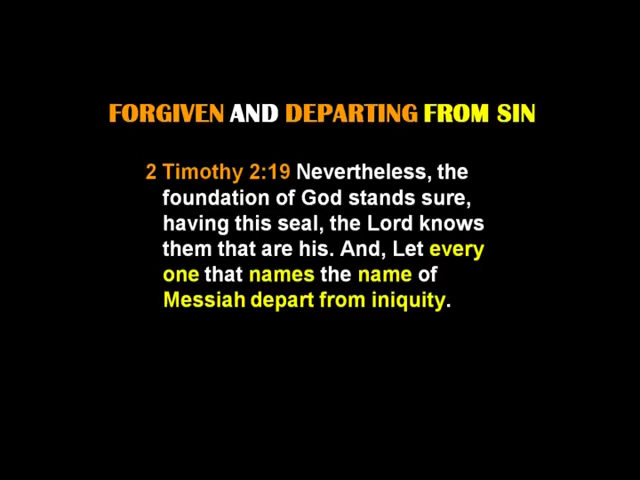 FORGIVEN AND DEPARTING FROM SIN
2 Timothy 2:19 Nevertheless, the
foundation of God stands sure,
having this seal, the Lord knows
them that are his. And, Let every
one that names the name of
Messiah depart from iniquity.